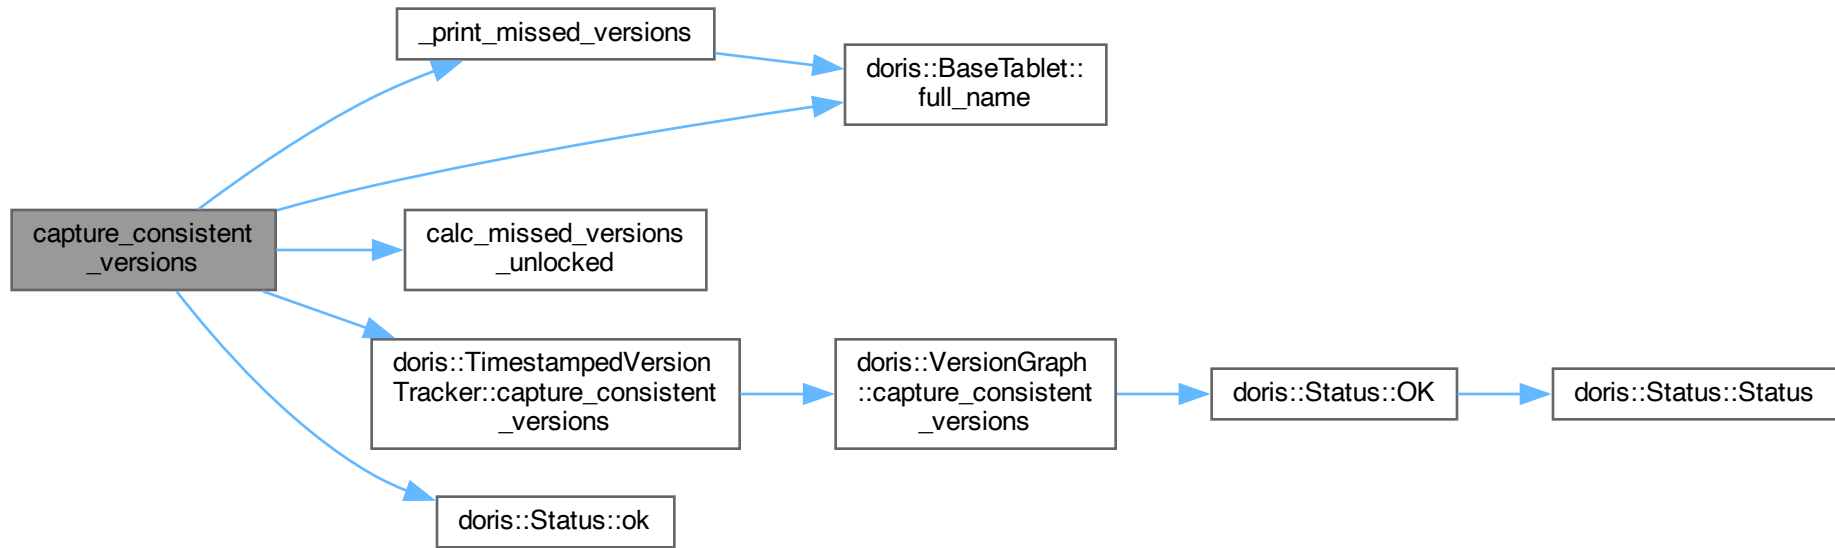 _print_missed_versions
doris::BaseTablet::
full_name
capture_consistent
_versions
calc_missed_versions
_unlocked
doris::TimestampedVersion
Tracker::capture_consistent
_versions
doris::VersionGraph
::capture_consistent
_versions
doris::Status::OK
doris::Status::Status
doris::Status::ok